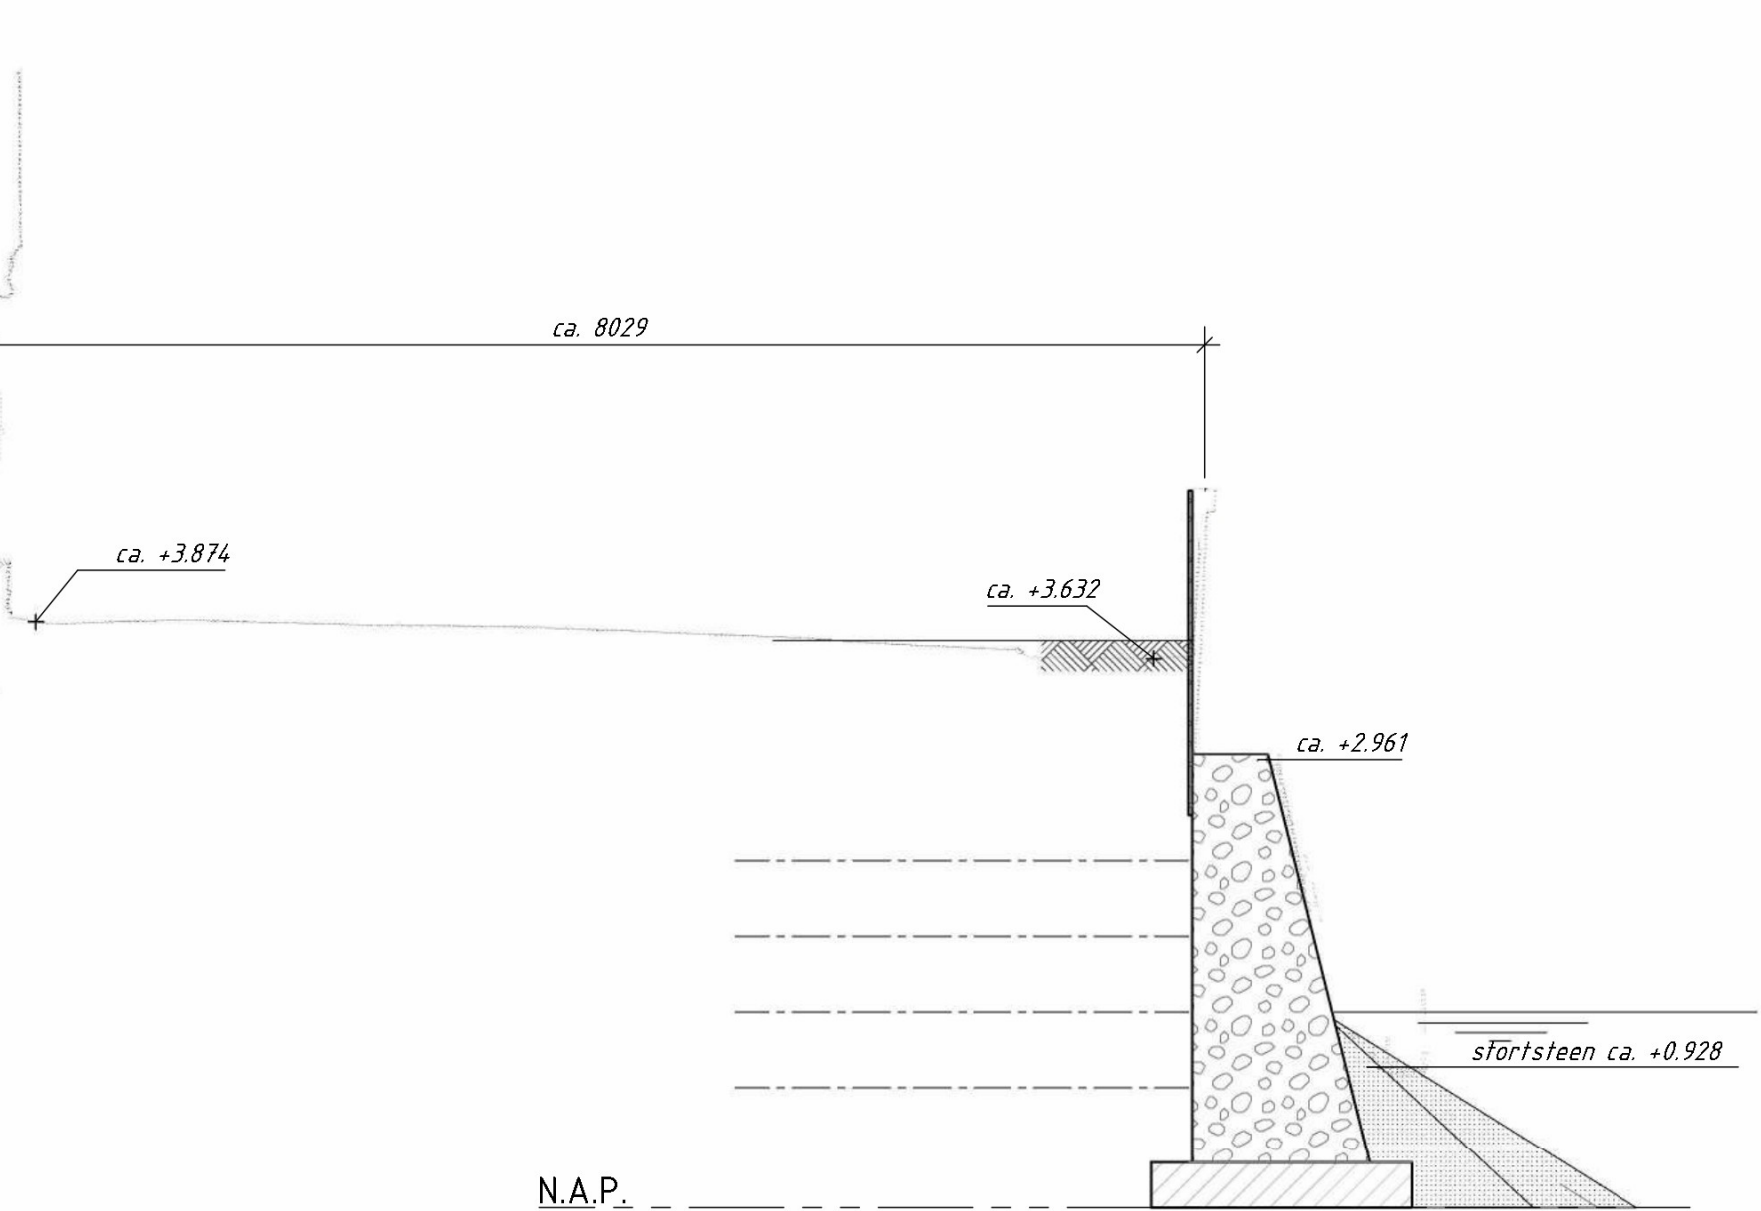 ca. 8029
ca. +3.874
ca. +3.632
ca. +2.961
stortsteen ca. +0.928
N.A.P.